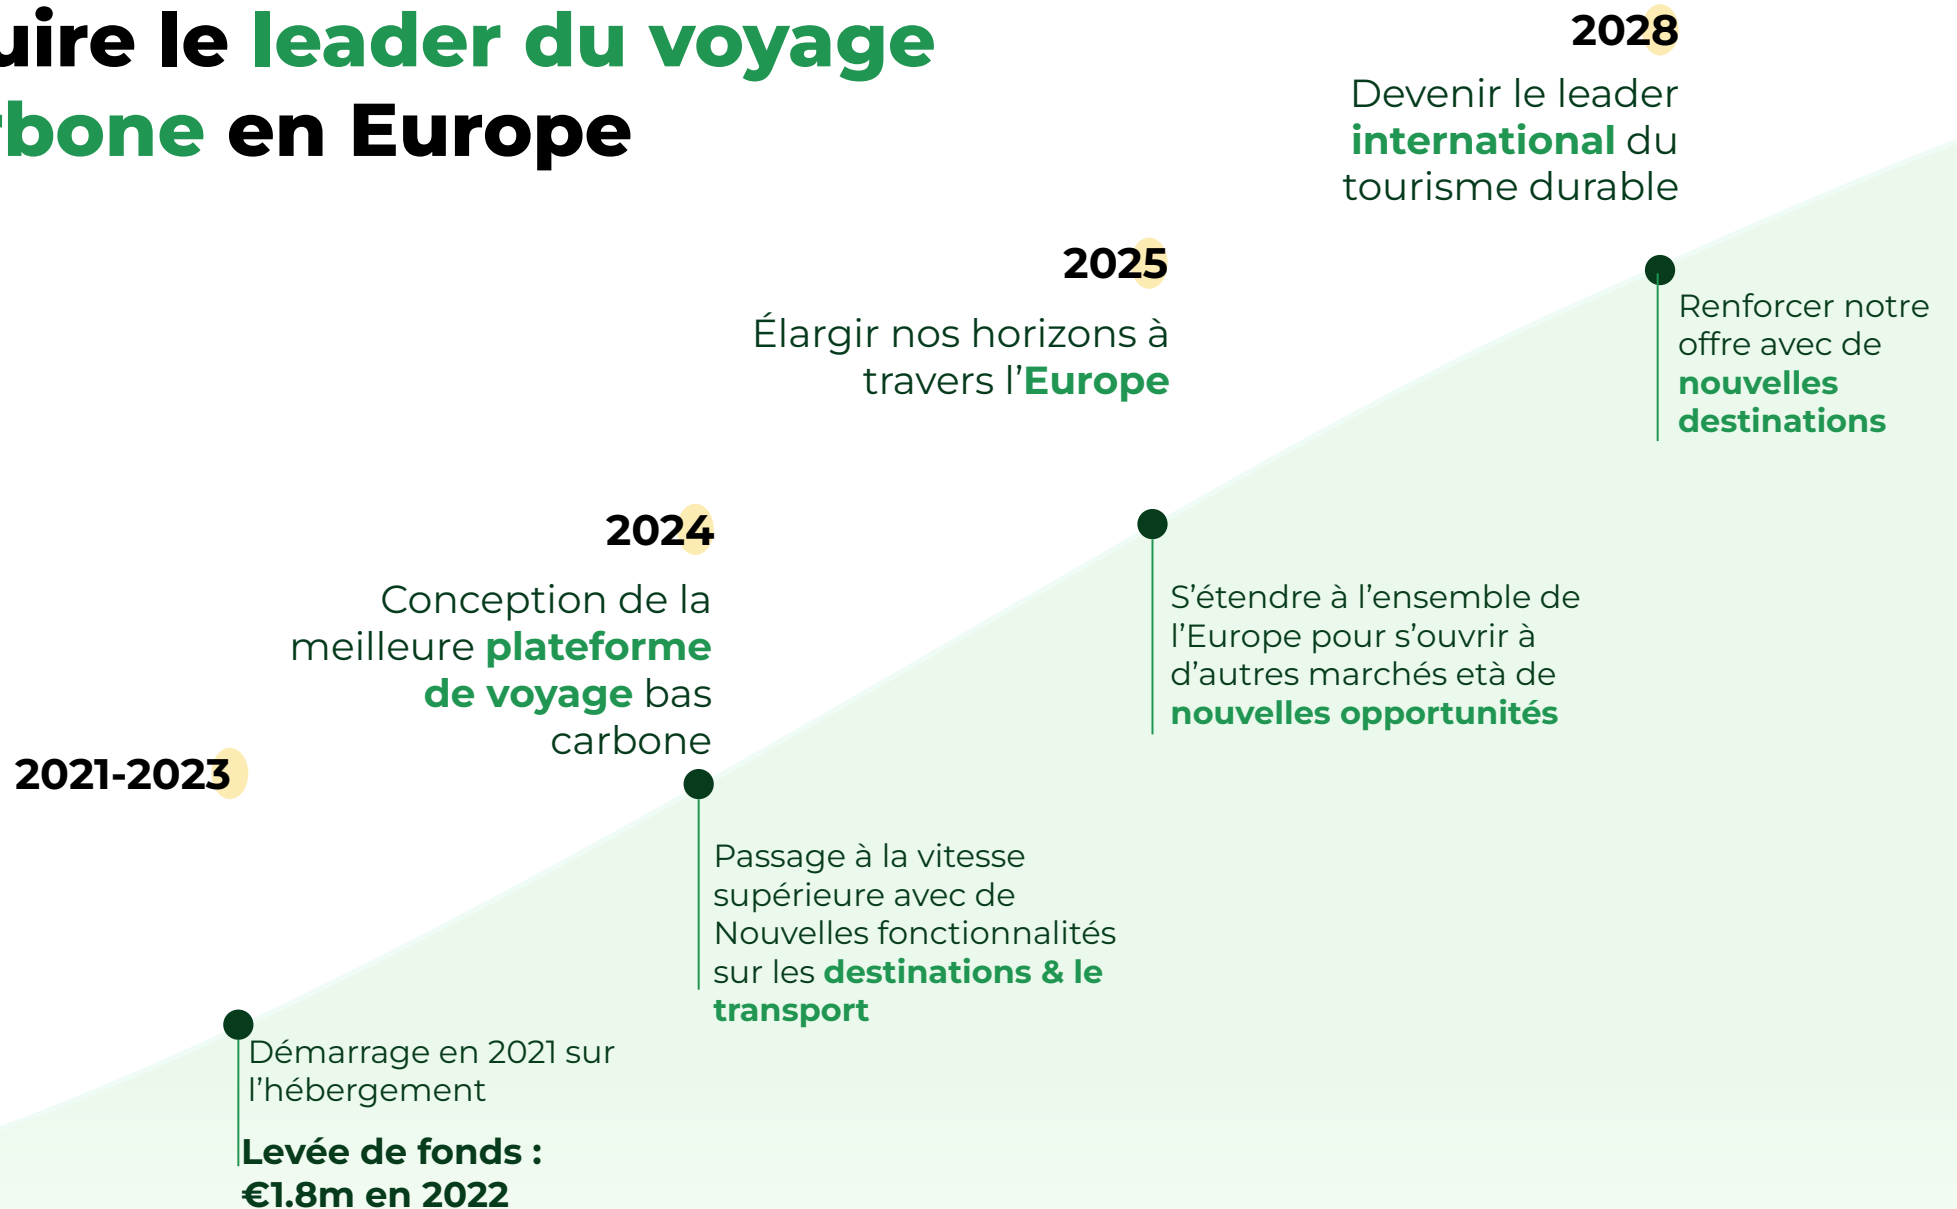 uire le leader du voyage
rbone en Europe
2028
Devenir le leader
international du
tourisme durable
Renforcer notre
offre avec de
nouvelles
destinations
2025
Élargir nos horizons à
travers l’Europe
S’étendre à l’ensemble de
l’Europe pour s’ouvrir à
d’autres marchés età de
nouvelles opportunités
2024
Conception de la
meilleure plateforme
de voyage bas
carbone
Passage à la vitesse
supérieure avec de
Nouvelles fonctionnalités
sur les destinations & le
transport
2021-2023
Démarrage en 2021 sur
l’hébergement
Levée de fonds :
€1.8m en 2022